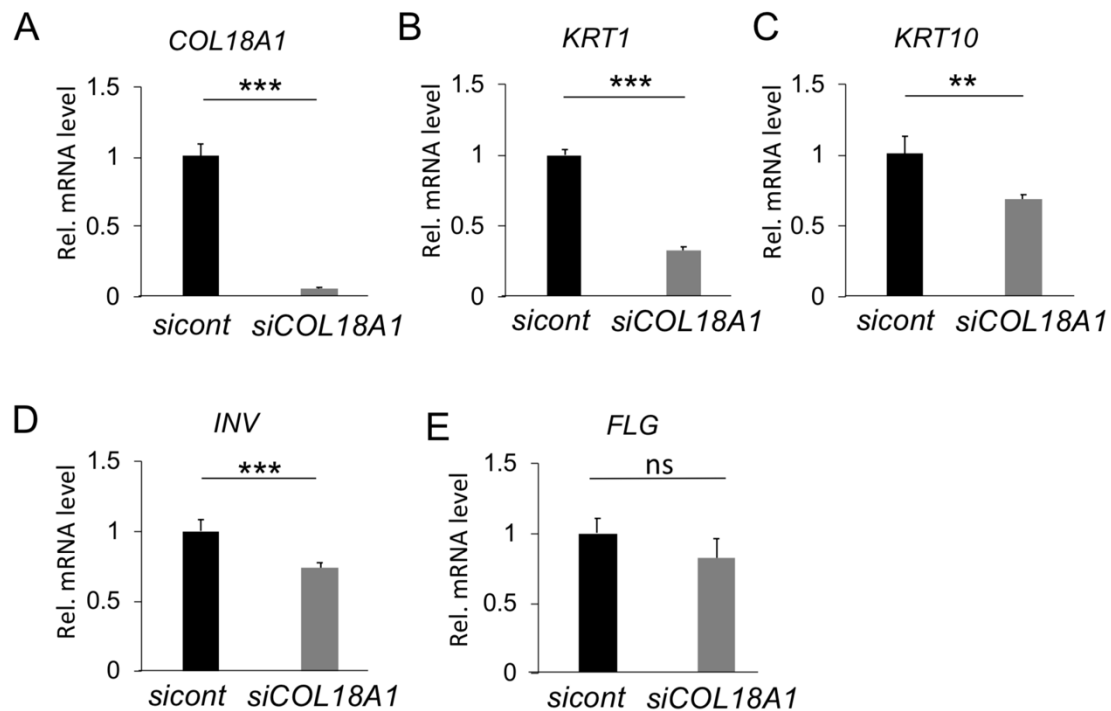 A
COL18A1
Rel. mRNA level
1.5
1
0.5
0
***
sicont siCOL18A1
B
KRT1
Rel. mRNA level
1.5
1
0.5
0
***
sicont siCOL18A1
C
KRT10
Rel. mRNA level
1.5
1
0.5
0
**
sicont siCOL18A1
D
INV
Rel. mRNA level
1.5
1
0.5
0
***
sicont siCOL18A1
E
FLG
Rel. mRNA level
1.5
1
0.5
0
ns
sicont siCOL18A1